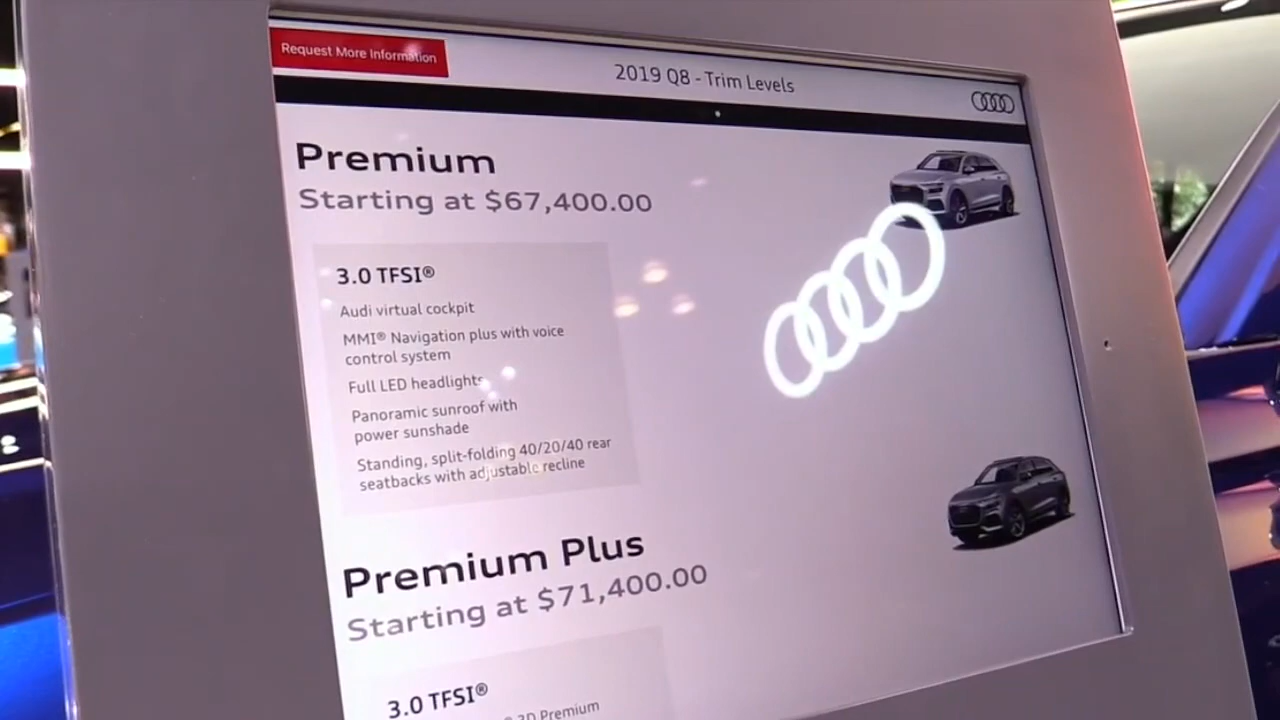 Request More Information
2019 Q8 - Trim Levels
Premium
Starting at $67,400.00
3.0 TFSI®
Audi virtual cockpit
MMI® Navigation plus with voice
control system
Full LED headlights
Panoramic sunroof with
power sunshade
Standing, split-folding 40/20/40 rear
seatbacks with adjustable recline
Premium Plus
Starting at $71,400.00
3.0 TFSI®
® 3D Premium